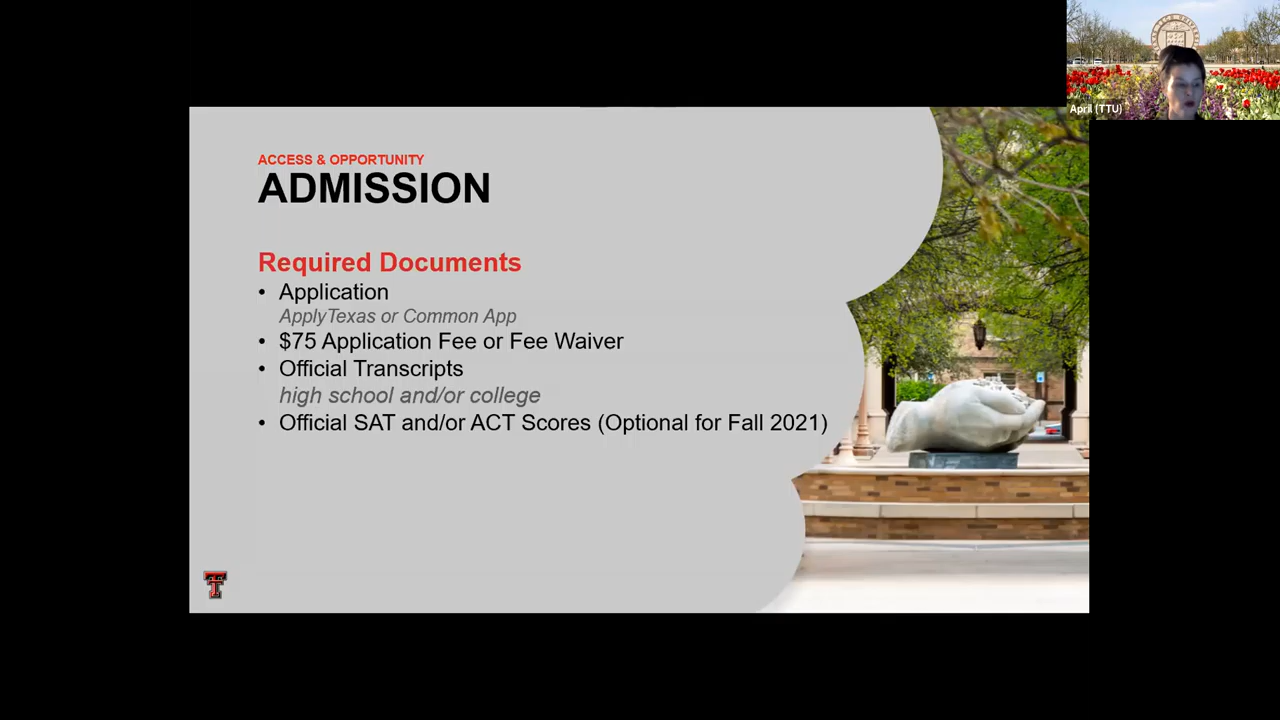 ACCESS & OPPORTUNITY
ADMISSION
Required Documents
• Application
ApplyTexas or Common App
• $75 Application Fee or Fee Waiver
• Official Transcripts
high school and/or college
• Official SAT and/or ACT Scores (Optional for Fall 2021)
April (TTU)